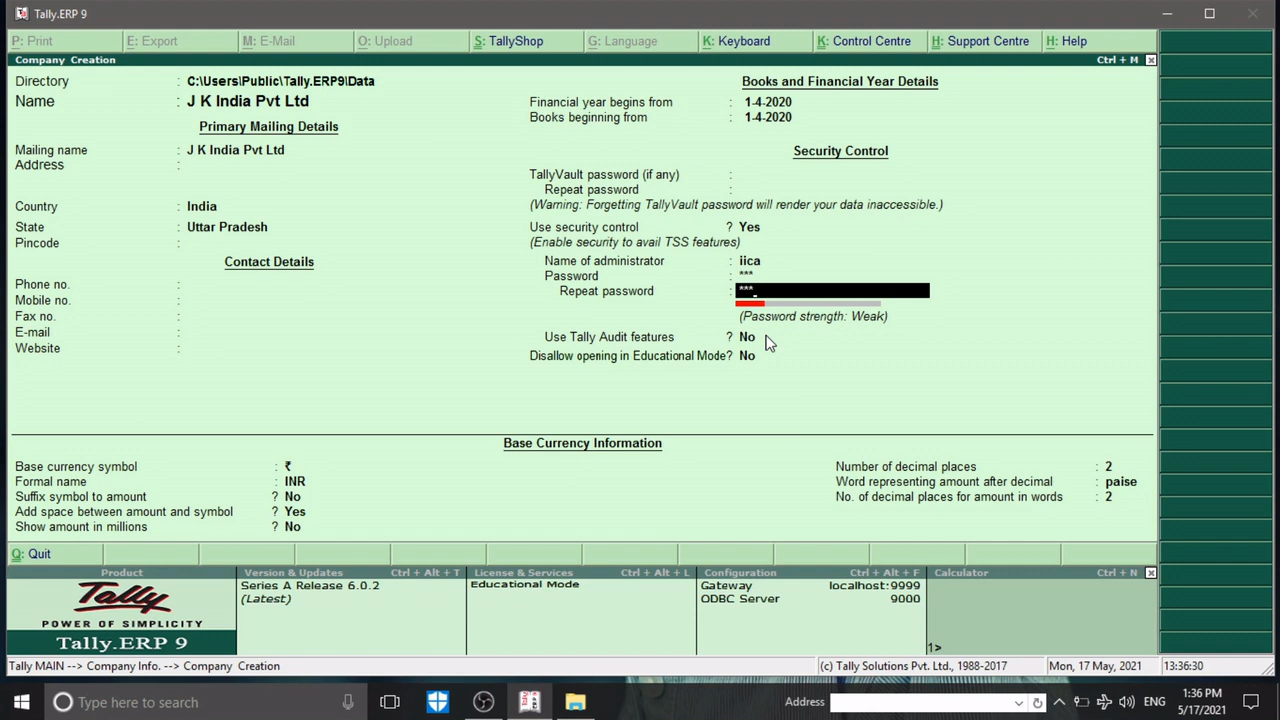 Tally.ERP 9
P: Print E: Export M: E-Mail O: Upload S: TallyShop G: Language K: Keyboard K: Control Centre H: Support Centre H: Help
Company Creation Ctrl + M
Directory : C:\Users\Public\Tally.ERP9\Data
Name : J K India Pvt Ltd
Primary Mailing Details
Mailing name : J K India Pvt Ltd
Address :
Country : India
State : Uttar Pradesh
Pincode :
Contact Details
Phone no. :
Mobile no. :
Fax no. :
E-mail :
Website :
Books and Financial Year Details
Financial year begins from : 1-4-2020
Books beginning from : 1-4-2020
Security Control
TallyVault password (if any) :
Repeat password :
(Warning: Forgetting TallyVault password will render your data inaccessible.)
Use security control ? Yes
(Enable security to avail TSS features)
Name of administrator : iica
Password : ***
Repeat password : ***
(Password strength: Weak)
Use Tally Audit features ? No
Disallow opening in Educational Mode? No
Base Currency Information
Base currency symbol : ₹
Formal name : INR
Suffix symbol to amount ? No
Add space between amount and symbol ? Yes
Show amount in millions ? No
Number of decimal places : 2
Word representing amount after decimal : paise
No. of decimal places for amount in words : 2
Q: Quit
Product
Tally
POWER OF SIMPLICITY
Tally.ERP 9
Version & Updates Ctrl + Alt + T
Series A Release 6.0.2
(Latest)
License & Services Ctrl + Alt + L
Educational Mode
Configuration Ctrl + Alt + F
Gateway localhost:9999
ODBC Server 9000
Calculator Ctrl + N
1>
Tally MAIN --> Company Info. --> Company Creation (c) Tally Solutions Pvt. Ltd., 1988-2017 Mon, 17 May, 2021 13:36:30
Type here to search Address ENG 1:36 PM
5/17/2021